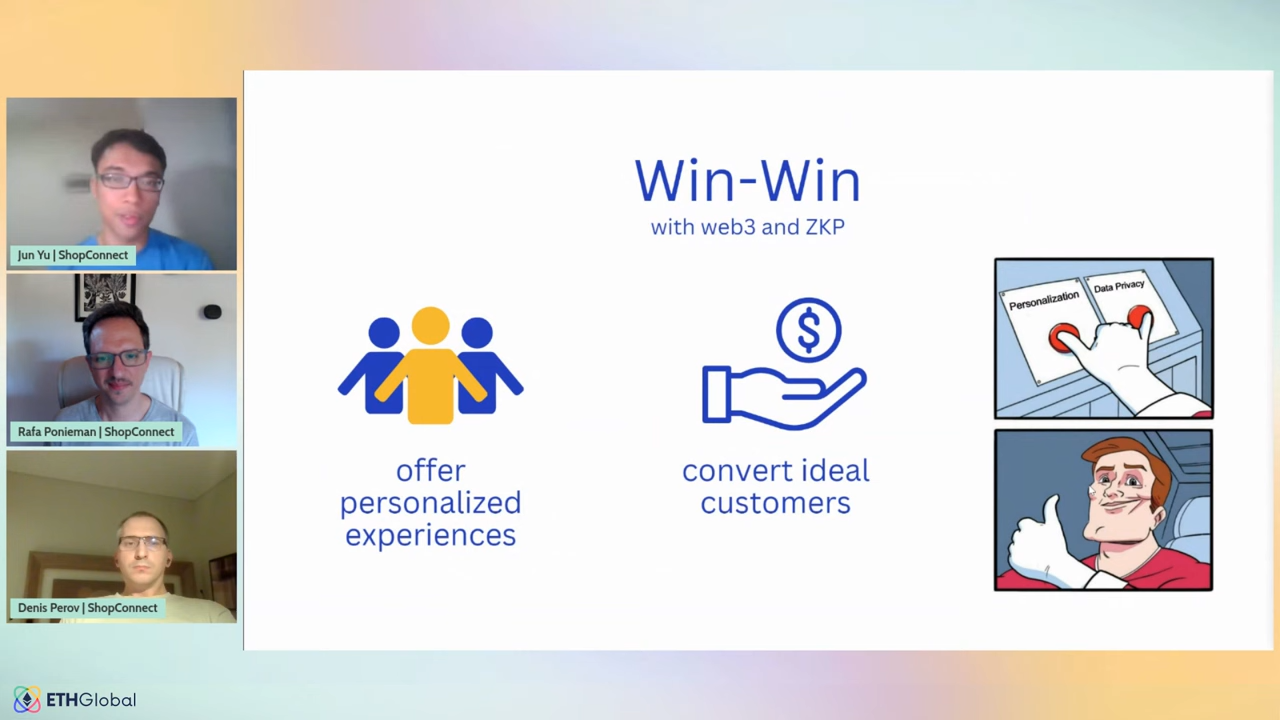 Win-Win
with web3 and ZKP
Personalization
Data Privacy
offer
personalized
experiences
convert ideal
customers
Jun Yu | ShopConnect
Rafa Ponieman | ShopConnect
Denis Perov | ShopConnect
ETHGlobal